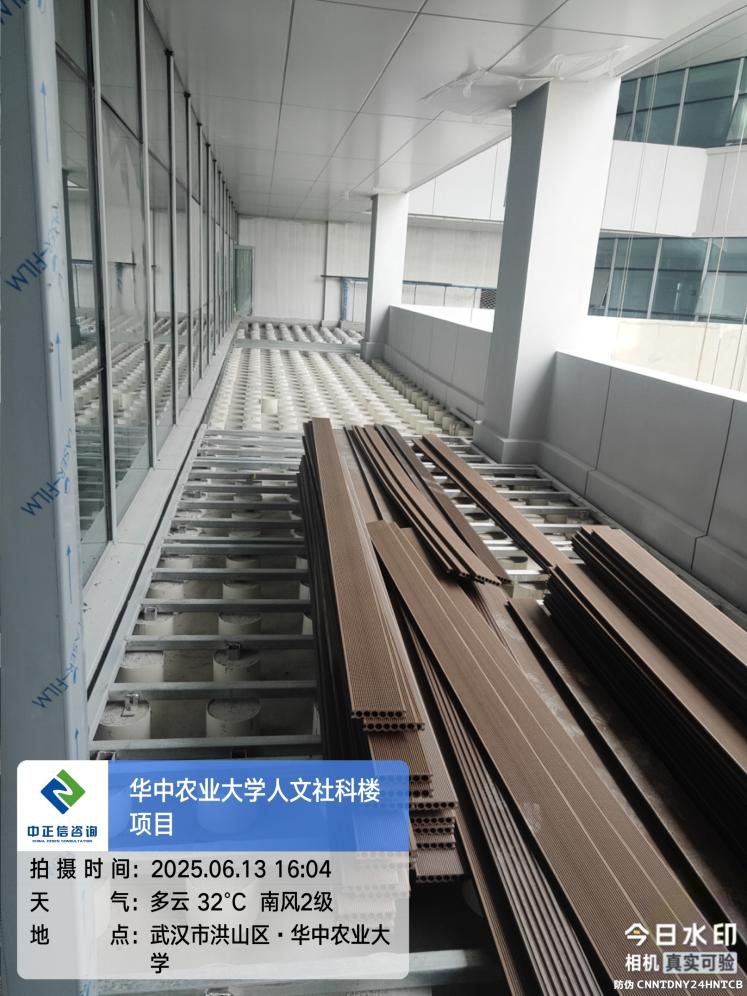 LASER-FILM
LASER-FILM
LASER-FILM
中正信咨询
华中农业大学人文社科楼
项目
拍摄时间：2025.06.13 16:04
天气：多云 32℃ 南风2级
地点：武汉市洪山区·华中农业大
学
今日水印
相机 真实可验
防伪 CNNTDNY24HNTCB